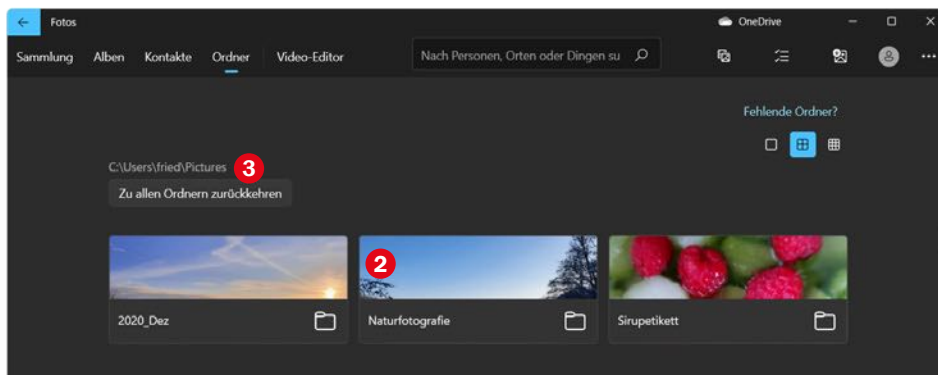 Fotos
OneDrive
Sammlung Alben Kontakte Ordner Video-Editor
Nach Personen, Orten oder Dingen su
Fehlende Ordner?
C:\Users\fried\Pictures 3
Zu allen Ordnern zurückkehren
2
2020_Dez
Naturfotografie
Sirupetikett